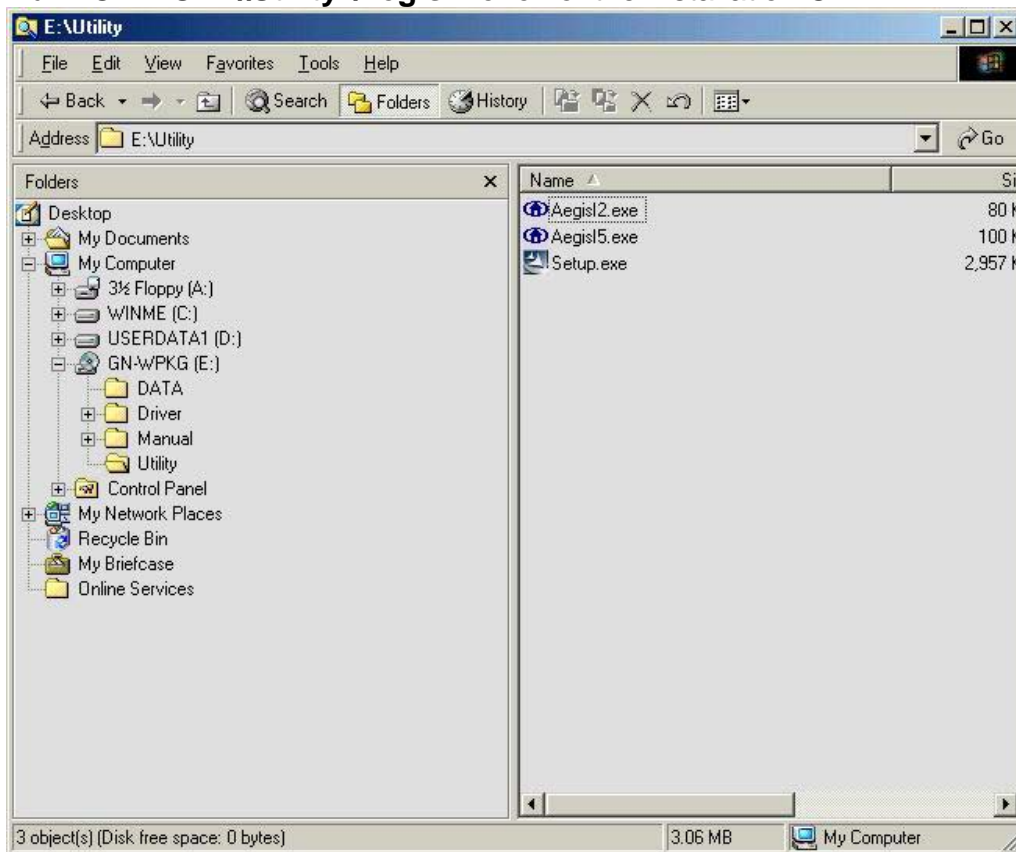 E:\Utility
File Edit View Favorites Tools Help
Back Search Folders History
Address E:\Utility Go
Folders
Desktop
My Documents
My Computer
3½ Floppy (A:)
WINME (C:)
USERDATA1 (D:)
GN-WPKG (E:)
DATA
Driver
Manual
Utility
Control Panel
My Network Places
Recycle Bin
My Briefcase
Online Services
Name Si
AegisI2.exe 80 K
AegisI5.exe 100 K
Setup.exe 2,957 K
3 object(s) (Disk free space: 0 bytes) 3.06 MB My Computer